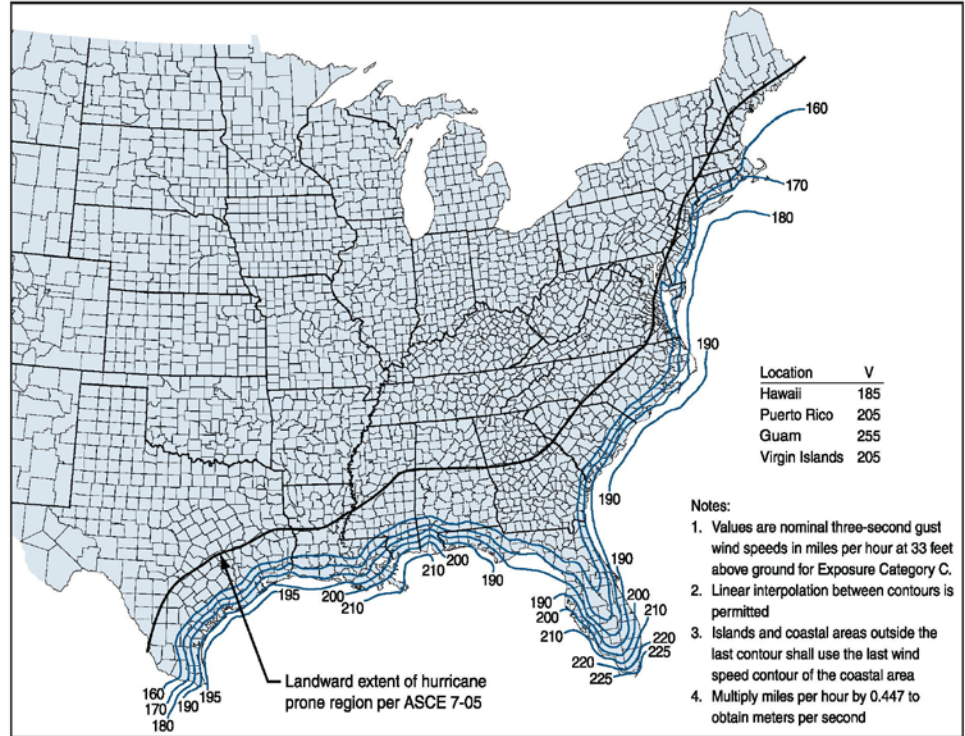 160
170
180
190
Location V
Hawaii 185
Puerto Rico 205
Guam 255
Virgin Islands 205
190
Notes:
1. Values are nominal three-second gust
wind speeds in miles per hour at 33 feet
above ground for Exposure Category C.
2. Linear interpolation between contours is
permitted
3. Islands and coastal areas outside the
last contour shall use the last wind
speed contour of the coastal area
4. Multiply miles per hour by 0.447 to
obtain meters per second
190
200
210
220
225
190
200
210
220
225
190
200
210
200
210
195
Landward extent of hurricane
prone region per ASCE 7-05
160
170
180
190
195